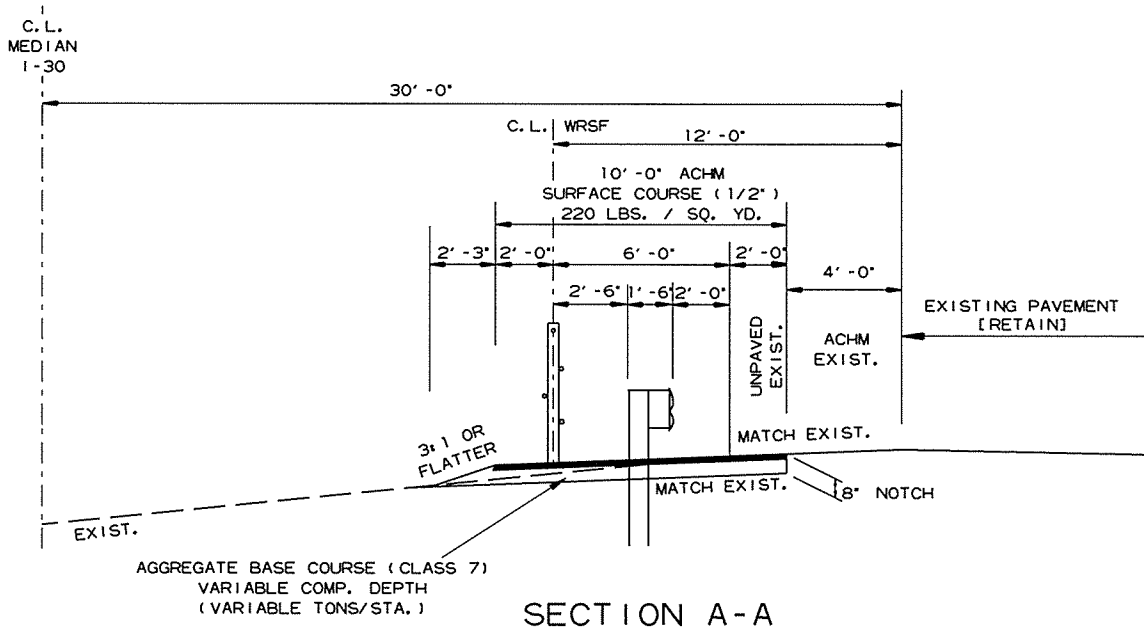 C.L.
MEDIAN
I-30
30'-0"
C.L. WRSF
12'-0"
10'-0" ACHM
SURFACE COURSE (1/2")
220 LBS. / SQ. YD.
2'-3" 2'-0" 6'-0" 2'-0"
4'-0"
2'-6" 1'-6" 2'-0"
EXISTING PAVEMENT
[RETAIN]
UNPAVED
EXIST.
ACHM
EXIST.
3:1 OR
FLATTER
MATCH EXIST.
MATCH EXIST.
8" NOTCH
EXIST.
AGGREGATE BASE COURSE (CLASS 7)
VARIABLE COMP. DEPTH
(VARIABLE TONS/STA.)
SECTION A-A